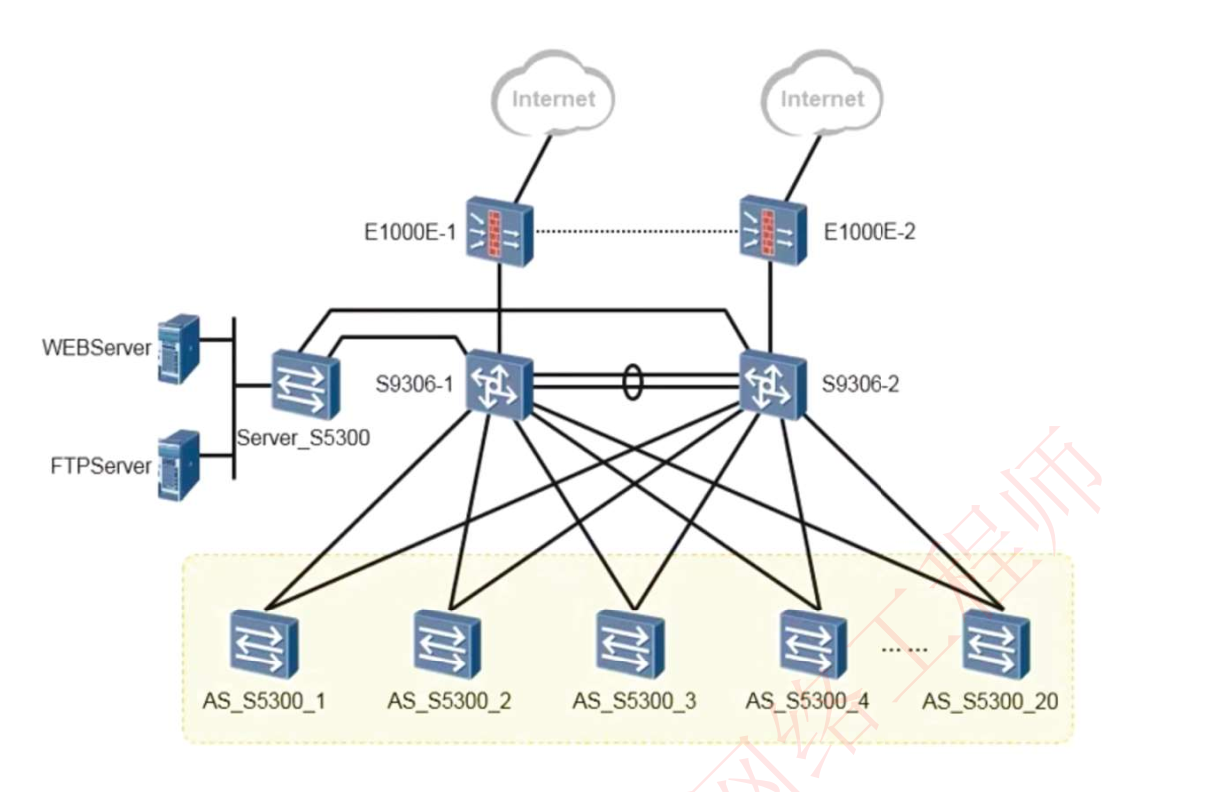 Internet
Internet
E1000E-1
E1000E-2
WEBServer
S9306-1
S9306-2
Server_S5300
FTPServer
AS_S5300_1
AS_S5300_2
AS_S5300_3
AS_S5300_4
…… 
AS_S5300_20
网络工程师